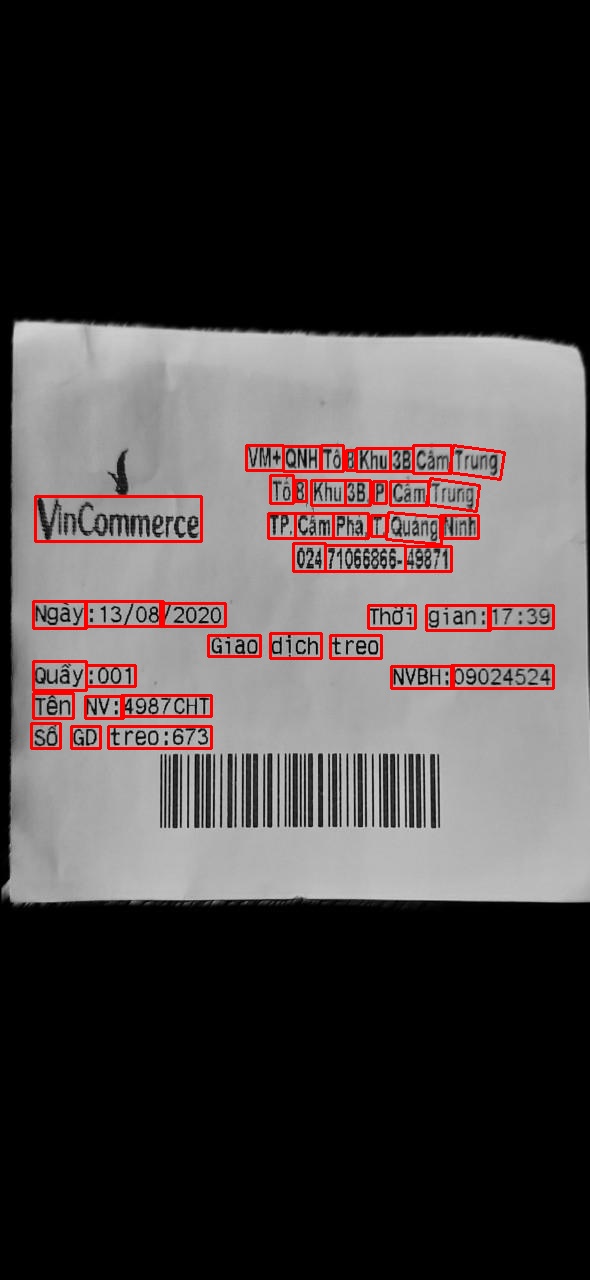 VM+ QNH Tổ 8 Khu 3B Cẩm Trung
Tổ 8 Khu 3B, P. Cẩm Trung
VinCommerce
TP. Cẩm Phả, T. Quảng Ninh
024 71066866- 49871
Ngày:13/08/2020 Thời gian:17:39
Giao dịch treo
Quầy:001 NVBH:09024524
Tên NV:4987CHT
Số GD treo:673